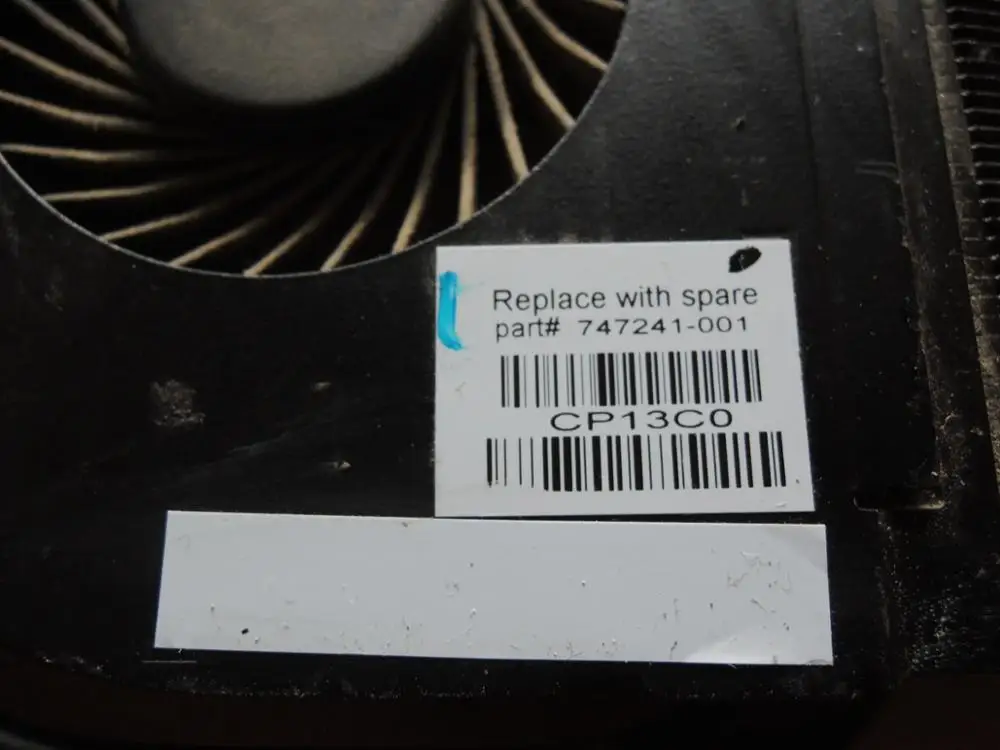 Replace with spare
part# 747241-001
CP13C0